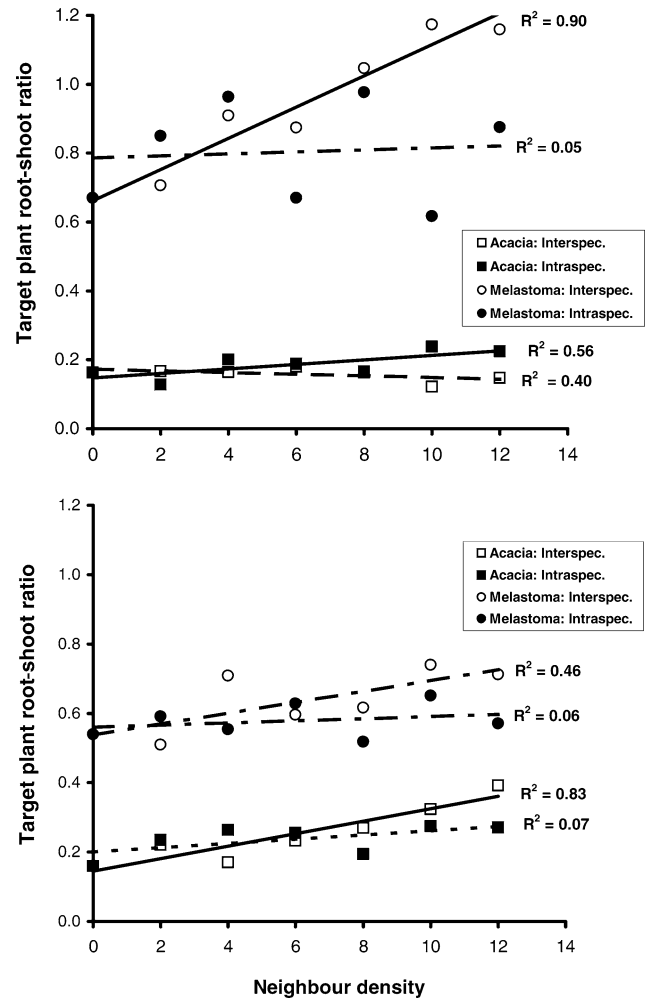 1.2
1.0
0.8
0.6
0.4
0.2
0.0
Target plant root-shoot ratio
R² = 0.90
R² = 0.05
Acacia: Interspec.
Acacia: Intraspec.
Melastoma: Interspec.
Melastoma: Intraspec.
R² = 0.56
R² = 0.40
0 2 4 6 8 10 12 14
1.2
1.0
0.8
0.6
0.4
0.2
0.0
Target plant root-shoot ratio
Acacia: Interspec.
Acacia: Intraspec.
Melastoma: Interspec.
Melastoma: Intraspec.
R² = 0.46
R² = 0.06
R² = 0.83
R² = 0.07
0 2 4 6 8 10 12 14
Neighbour density